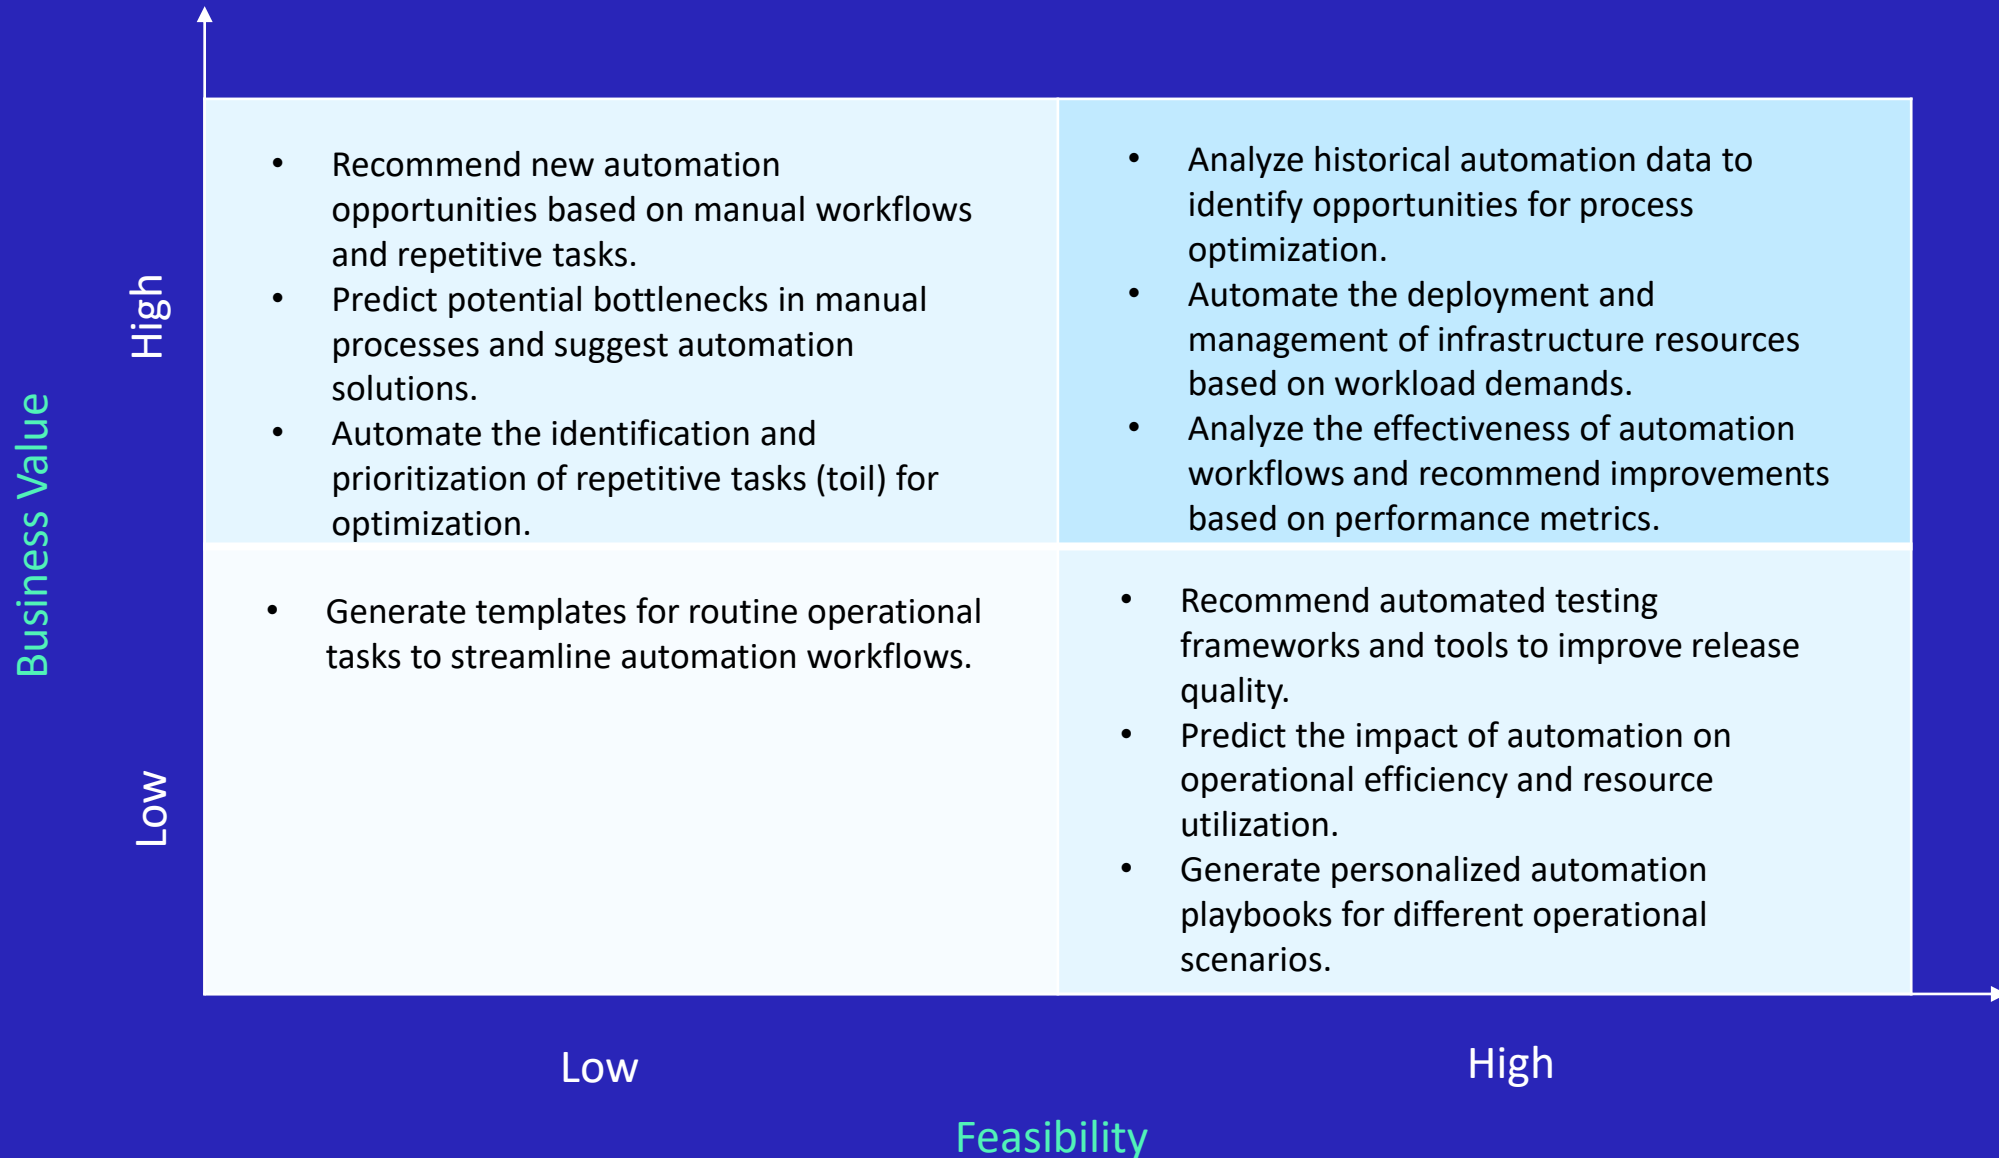 Business Value
High
• Recommend new automation
opportunities based on manual workflows
and repetitive tasks.
• Predict potential bottlenecks in manual
processes and suggest automation
solutions.
• Automate the identification and
prioritization of repetitive tasks (toil) for
optimization.
• Analyze historical automation data to
identify opportunities for process
optimization.
• Automate the deployment and
management of infrastructure resources
based on workload demands.
• Analyze the effectiveness of automation
workflows and recommend improvements
based on performance metrics.
Low
• Generate templates for routine operational
tasks to streamline automation workflows.
• Recommend automated testing
frameworks and tools to improve release
quality.
• Predict the impact of automation on
operational efficiency and resource
utilization.
• Generate personalized automation
playbooks for different operational
scenarios.
Low
High
Feasibility